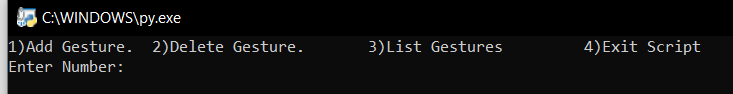 C:\WINDOWS\py.exe
1)Add Gesture.  2)Delete Gesture.       3)List Gestures         4)Exit Script
Enter Number: